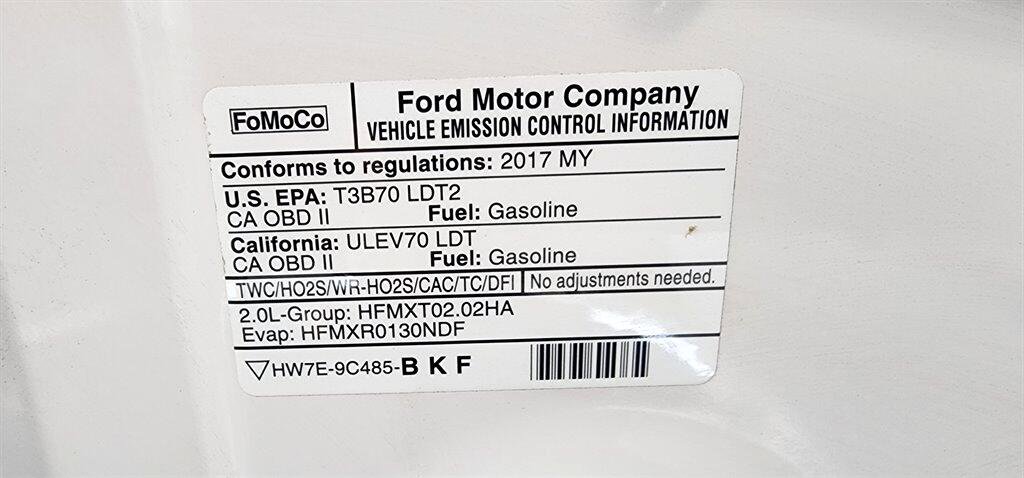 FoMoCo
Ford Motor Company
VEHICLE EMISSION CONTROL INFORMATION
Conforms to regulations: 2017 MY
U.S. EPA: T3B70 LDT2
CA OBD II Fuel: Gasoline
California: ULEV70 LDT
CA OBD II Fuel: Gasoline
TWC/HO2S/WR-HO2S/CAC/TC/DFI No adjustments needed.
2.0L-Group: HFMXT02.02HA
Evap: HFMXR0130NDF
HW7E-9C485-B K F